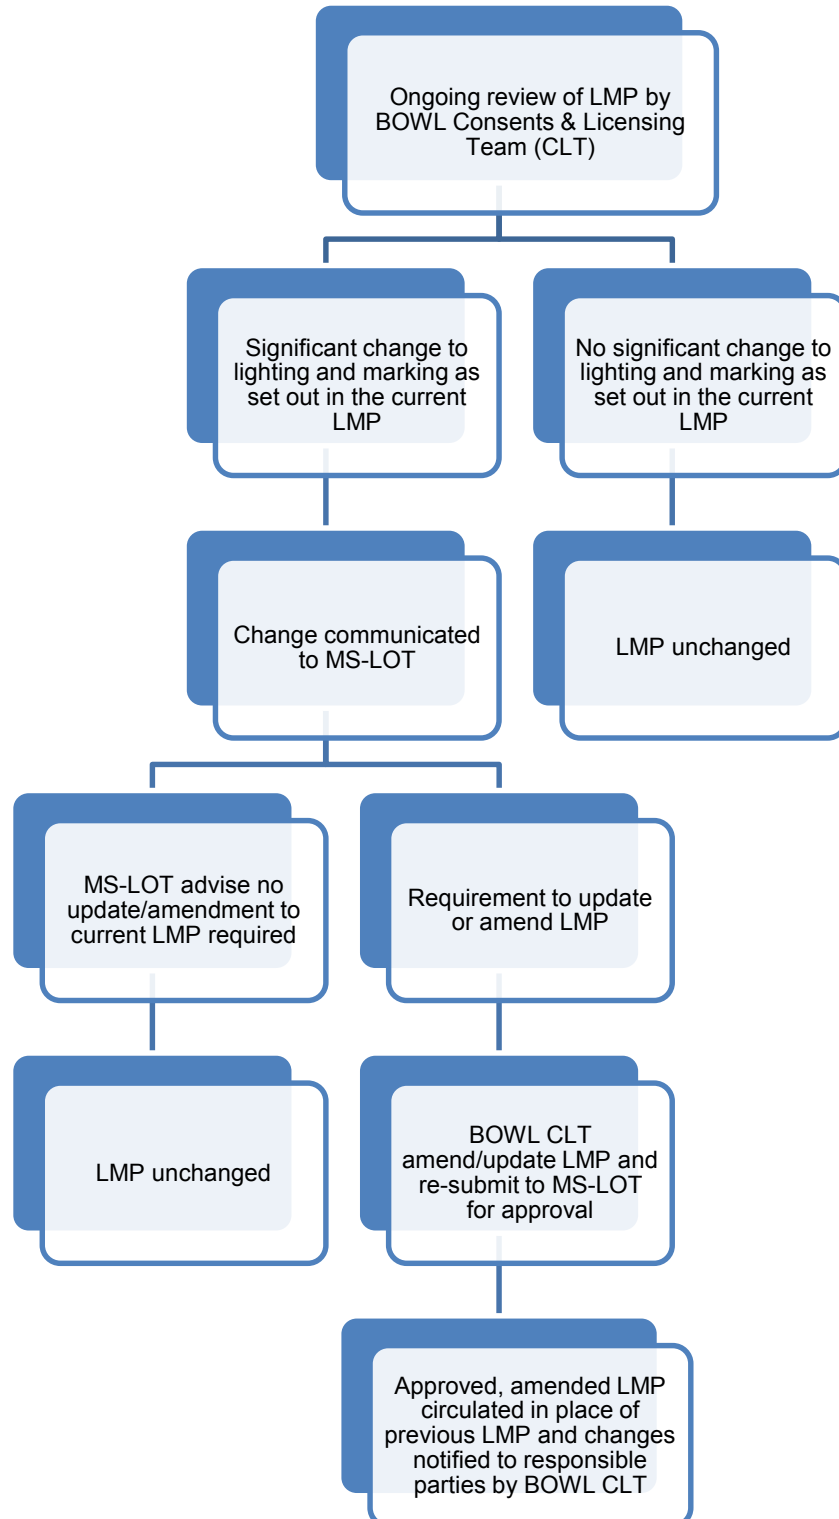 Ongoing review of LMP by
BOWL Consents & Licensing
Team (CLT)
Significant change to
lighting and marking as
set out in the current
LMP
No significant change to
lighting and marking as
set out in the current
LMP
Change communicated
to MS-LOT
LMP unchanged
MS-LOT advise no
update/amendment to
current LMP required
Requirement to update
or amend LMP
LMP unchanged
BOWL CLT
amend/update LMP and
re-submit to MS-LOT
for approval
Approved, amended LMP
circulated in place of
previous LMP and changes
notified to responsible
parties by BOWL CLT